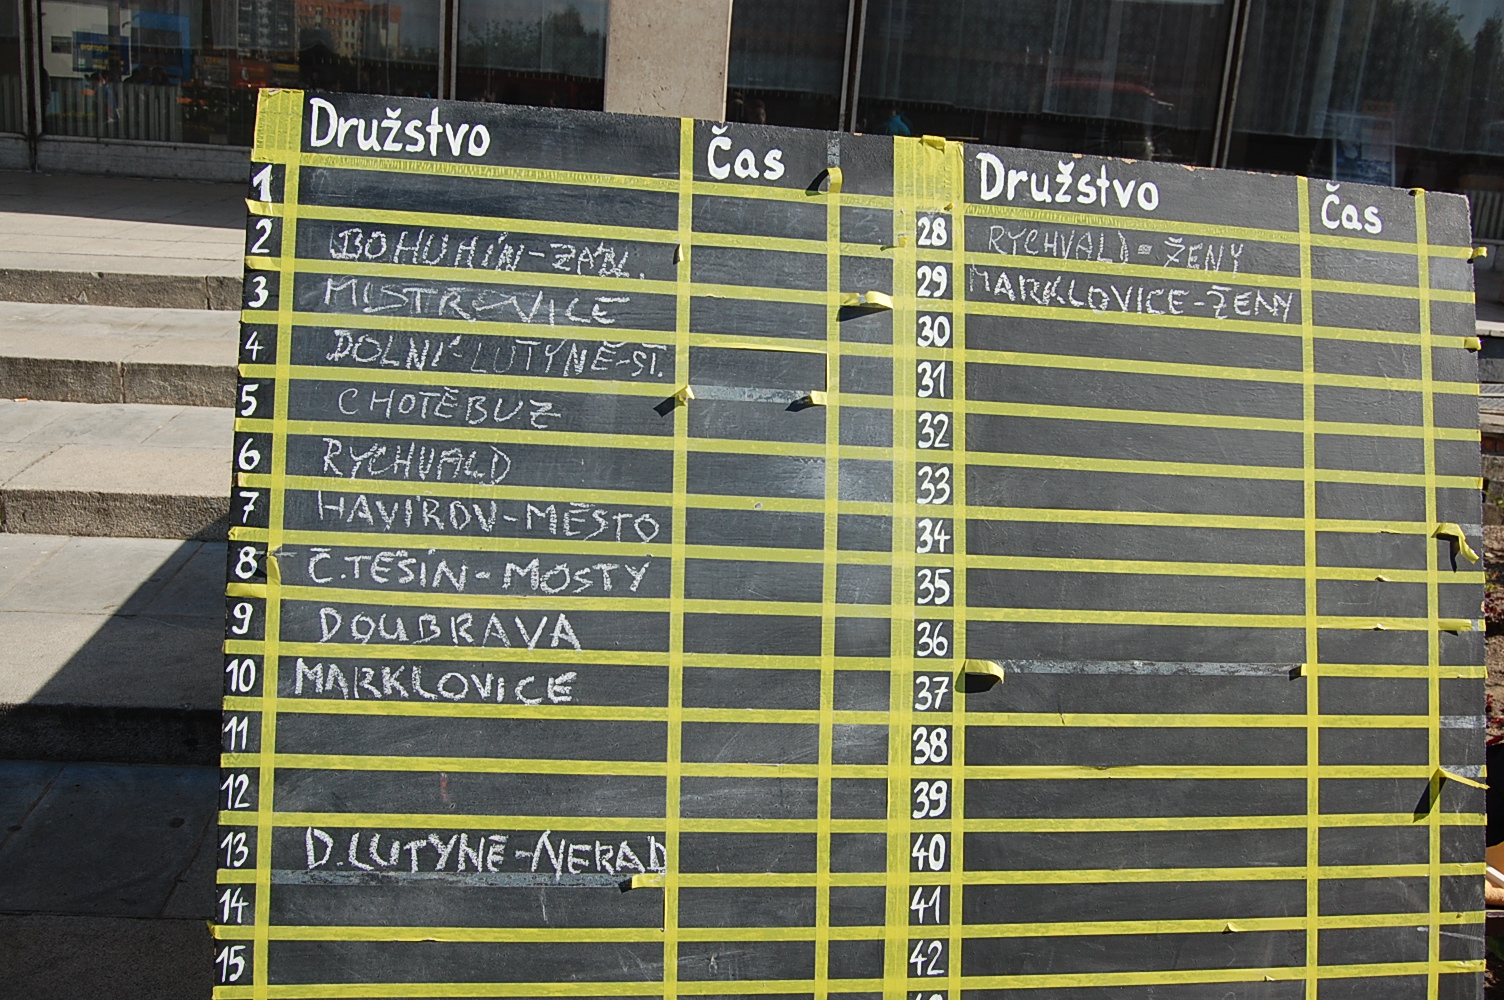 Družstvo Čas
1
2 BOHUMÍN-ZÁBL.
3 MISTŘOVICE
4 DOLNÍ-LUTYNĚ-ST.
5 CHOTĚBUZ
6 RYCHVALD
7 HAVÍŘOV-MĚSTO
8 Č.TĚŠÍN-MOSTY
9 DOUBRAVA
10 MARKLOVICE
11
12
13 D.LUTYNĚ-NERAD
14
15
Družstvo Čas
28 RYCHVALD-ŽENY
29 MARKLOVICE-ŽENY
30
31
32
33
34
35
36
37
38
39
40
41
42